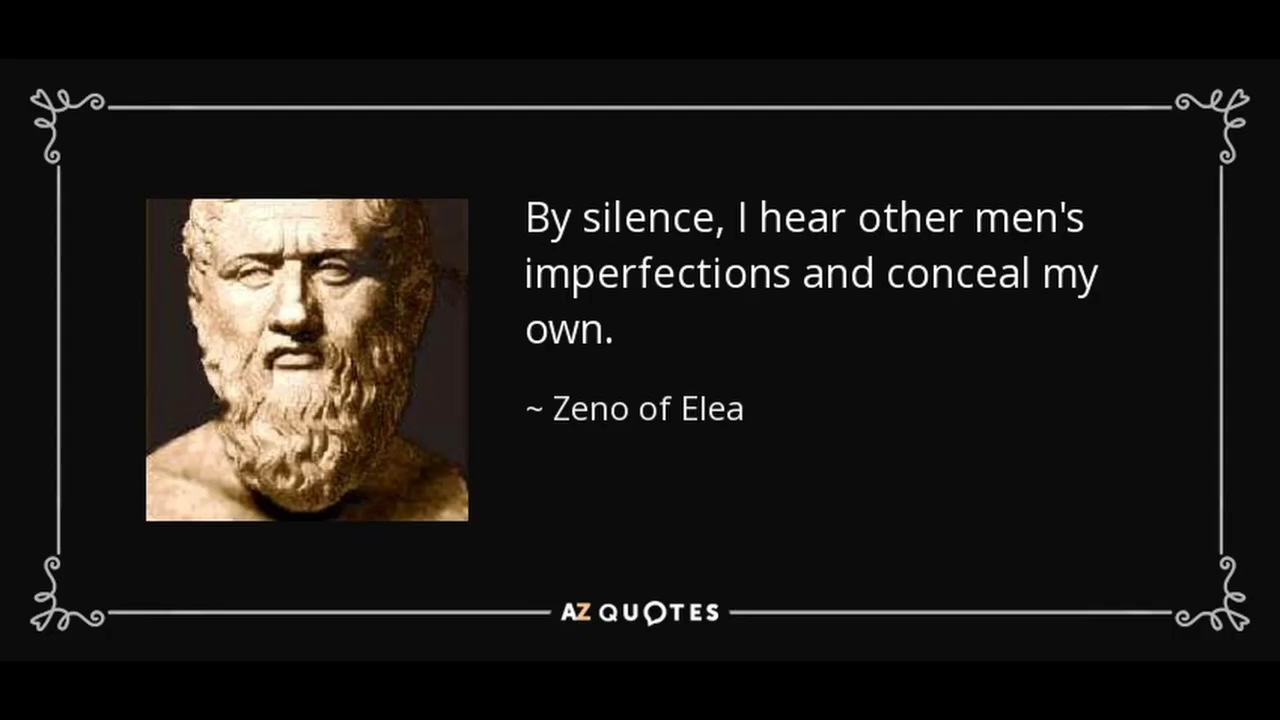 By silence, I hear other men's
imperfections and conceal my
own.
~ Zeno of Elea
AZ QUOTES